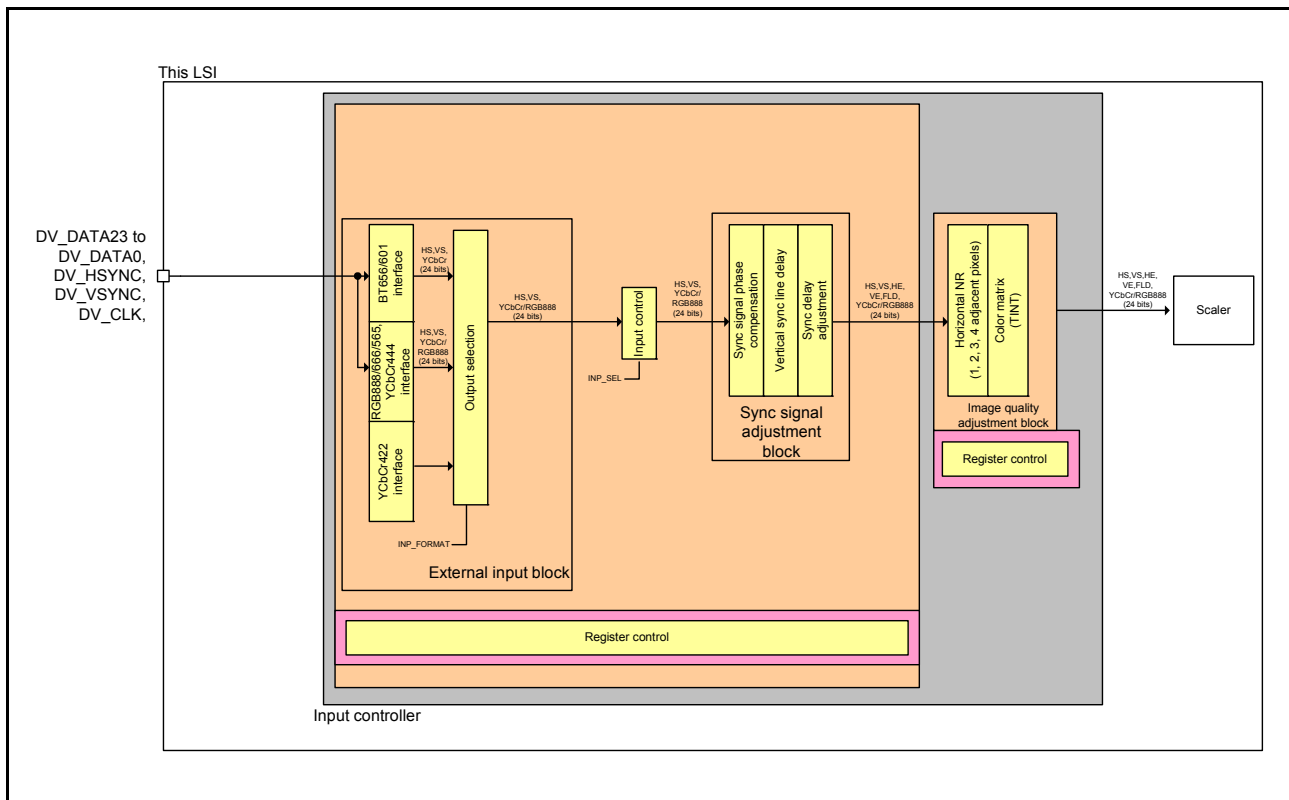 This LSI
DV_DATA23 to
DV_DATA0,
DV_HSYNC,
DV_VSYNC,
DV_CLK,
BT656/601
interface
HS,VS,
YCbCr
(24 bits)
RGB888/666/565,
YCbCr444
interface
HS,VS,
YCbCr/
RGB888
(24 bits)
YCbCr422
interface
Output selection
INP_FORMAT
External input block
HS,VS,
YCbCr/RGB888
(24 bits)
Input control
INP_SEL
HS,VS,
YCbCr/
RGB888
(24 bits)
Sync signal phase
compensation
Vertical sync line delay
Sync delay
adjustment
Sync signal
adjustment
block
HS,VS,HE,
VE,FLD,
YCbCr/RGB888
(24 bits)
Horizontal NR
(1, 2, 3, 4 adjacent pixels)
Color matrix
(TINT)
Image quality
adjustment block
Register control
HS,VS,HE,
VE,FLD,
YCbCr/RGB888
(24 bits)
Scaler
Register control
Input controller